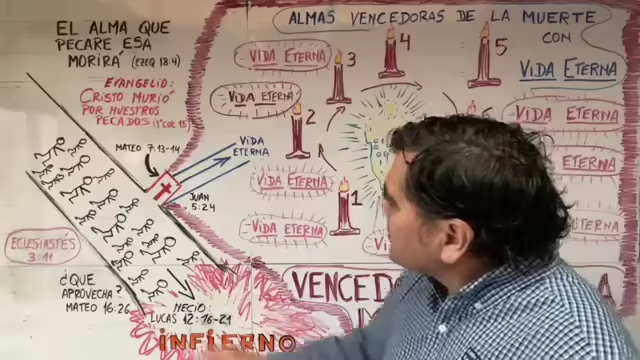 EL ALMA QUE
PECARE ESA
MORIRÁ" (EZEQ 18:4)
EVANGELIO:
CRISTO MURIÓ
POR NUESTROS
PECADOS (1ª COR. 15)
MATEO 7:13-14
VIDA
ETERNA
JUAN
5:24
ECLESIASTÉS
3:11
¿QUE
APROVECHA?
MATEO 16:26
NECIO
LUCAS 12:16-21
INFIERNO
ALMAS VENCEDORAS DE LA MUERTE
CON
VIDA ETERNA
VIDA ETERNA
3
4
5
VIDA ETERNA
2
VIDA ETERNA
1
VIDA ETERNA
VIDA ETERNA
ETERNA
ETERNA